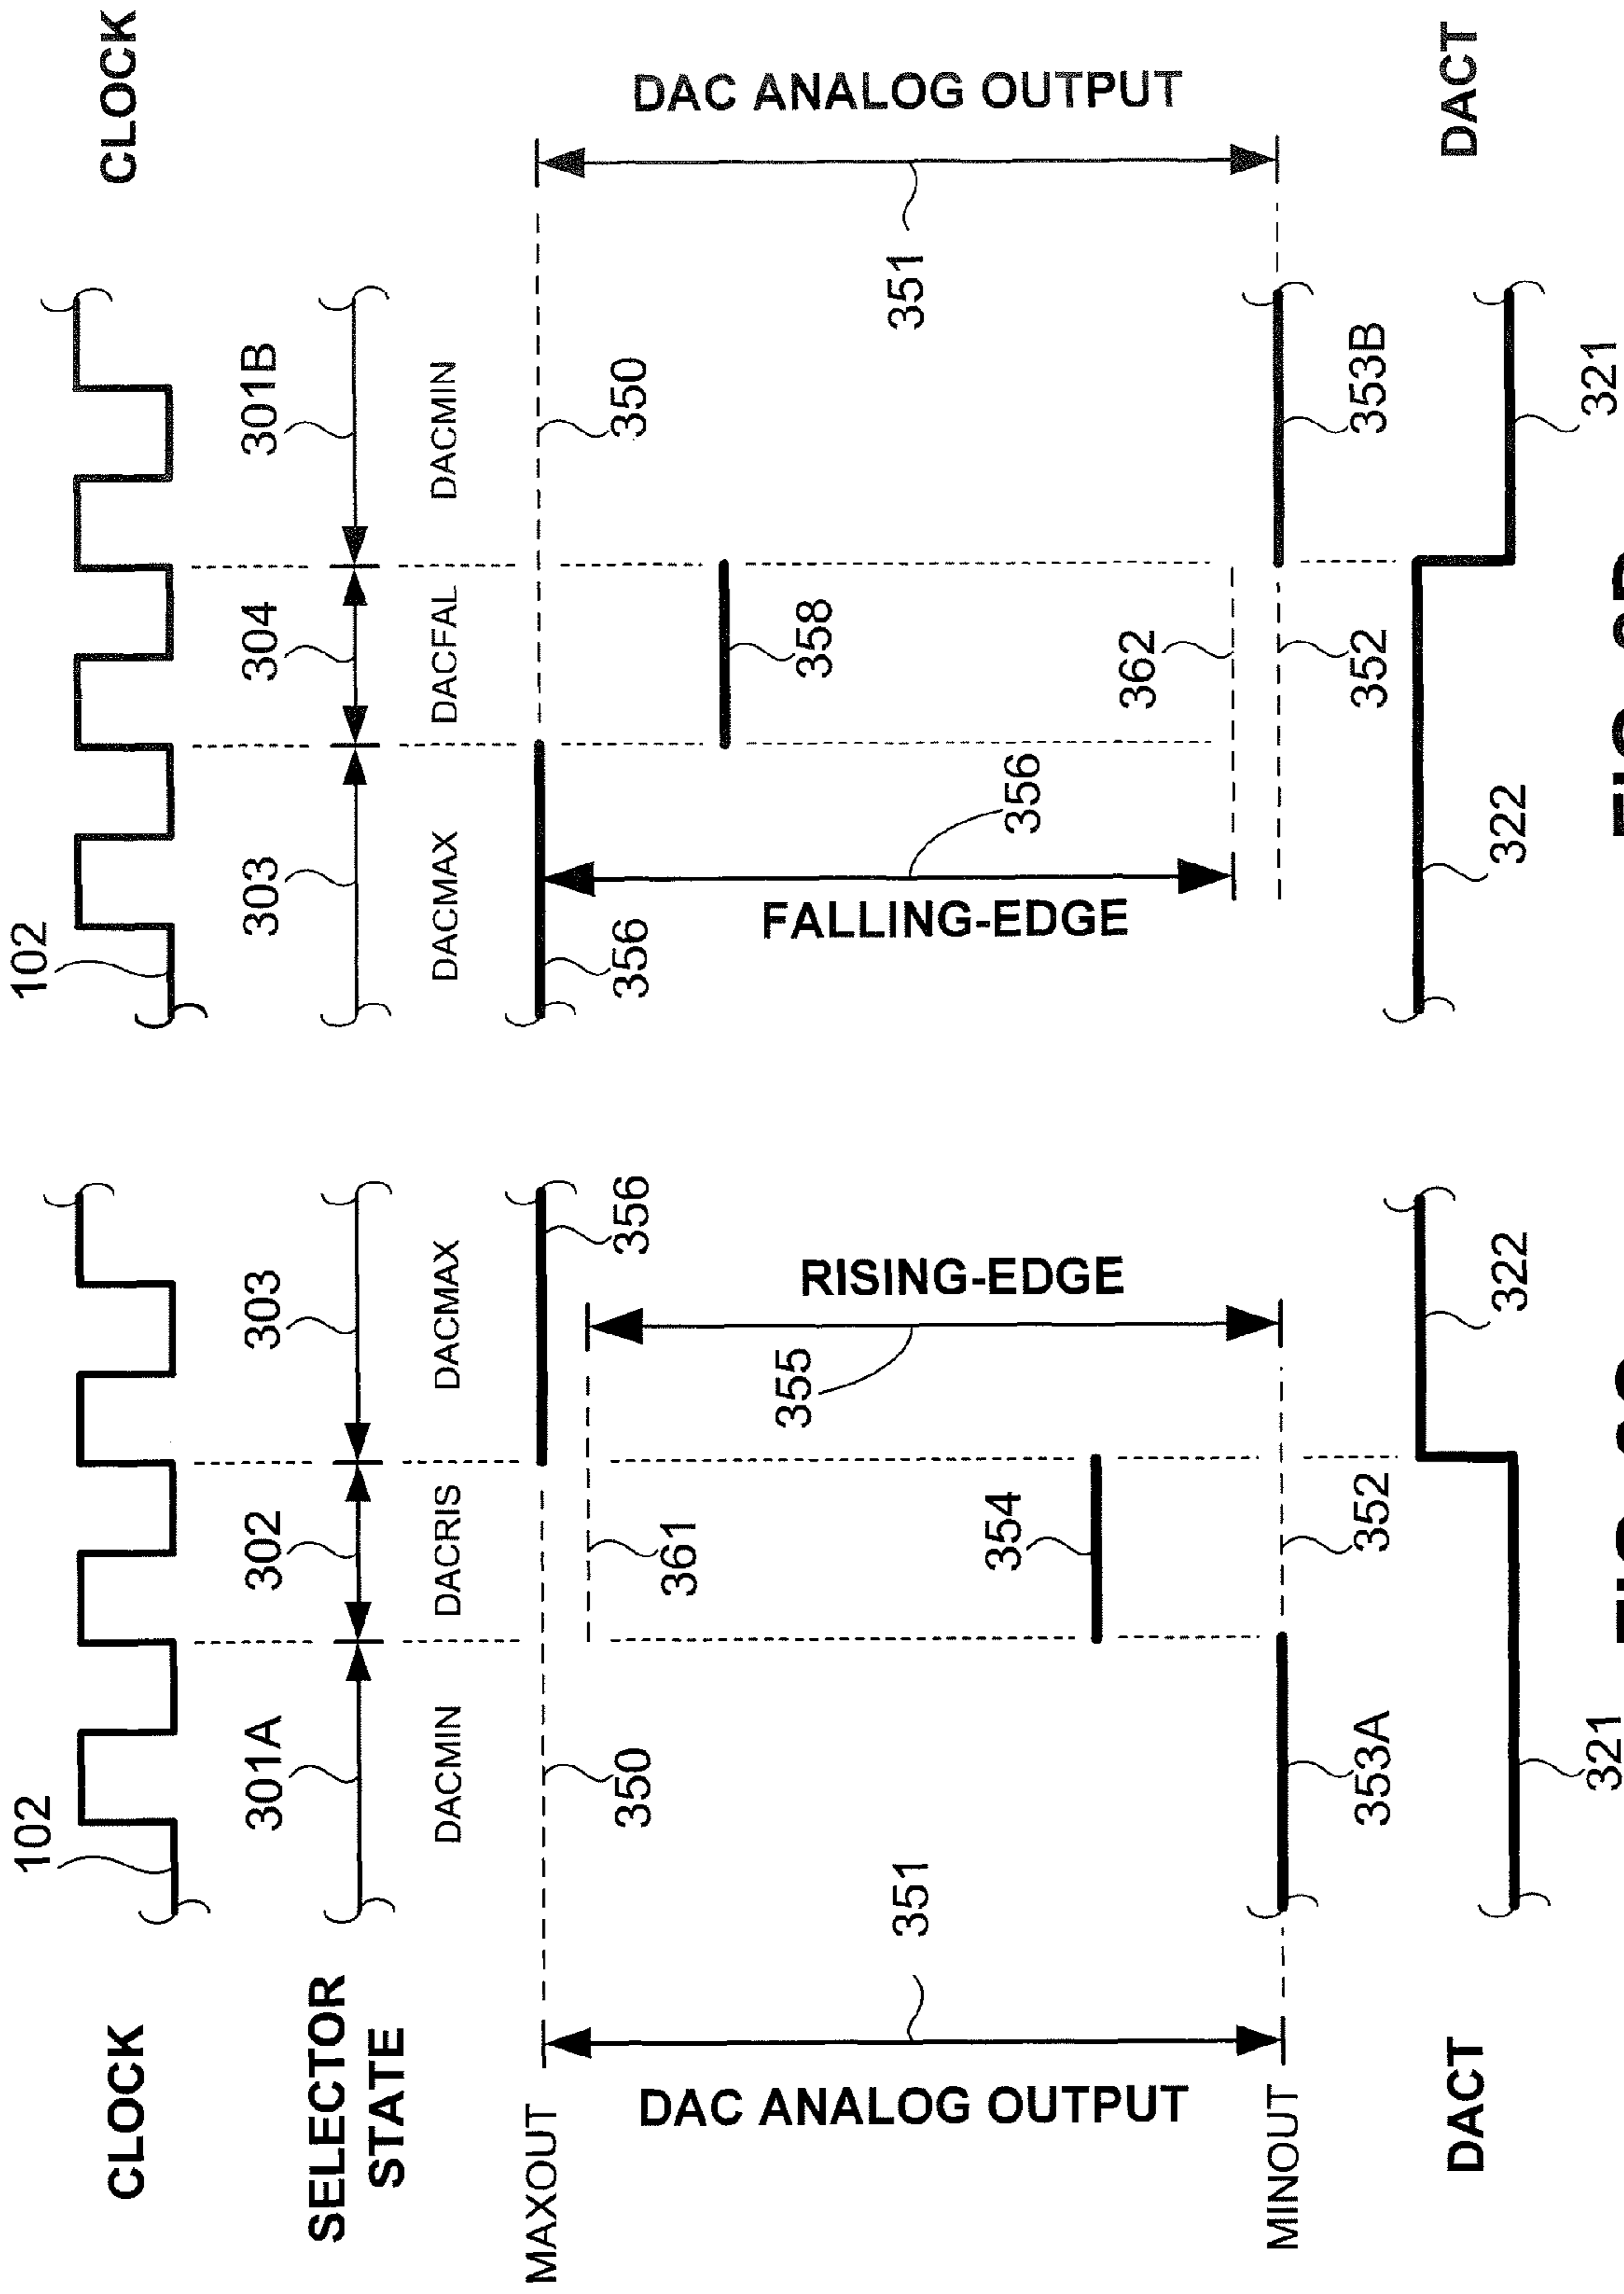 CLOCK
102
SELECTOR
STATE
301A
302
303
DACMIN
DACRIS
DACMAX
MAXOUT
350
361
356
DAC ANALOG OUTPUT
351
355
RISING-EDGE
354
MINOUT
353A
352
DACT
321
322
CLOCK
102
303
304
301B
DACMAX
DACFAL
DACMIN
356
350
358
FALLING-EDGE
356
351
DAC ANALOG OUTPUT
362
352
353B
DACT
322
321